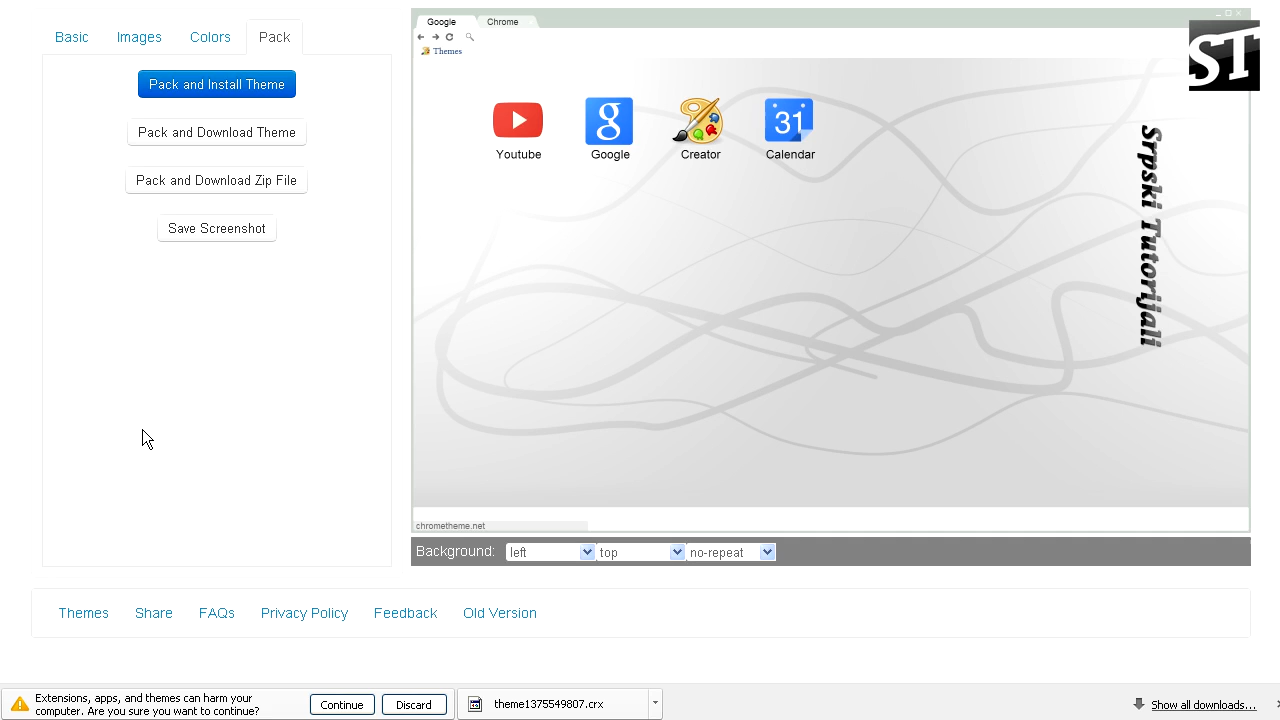 Basic Images Colors Pack
Pack and Install Theme
Pack and Download Theme
Pack and Download Zip File
Save Screenshot
Google Chrome
Themes
ST
Youtube
Google
Creator
31
Calendar
Srpski Tutorijali
chrometheme.net
Background: left top no-repeat
Themes Share FAQs Privacy Policy Feedback Old Version
Extensions, apps, and themes can harm your
computer. Are you sure you want to continue?
Continue Discard
theme1375549807.crx
Show all downloads...